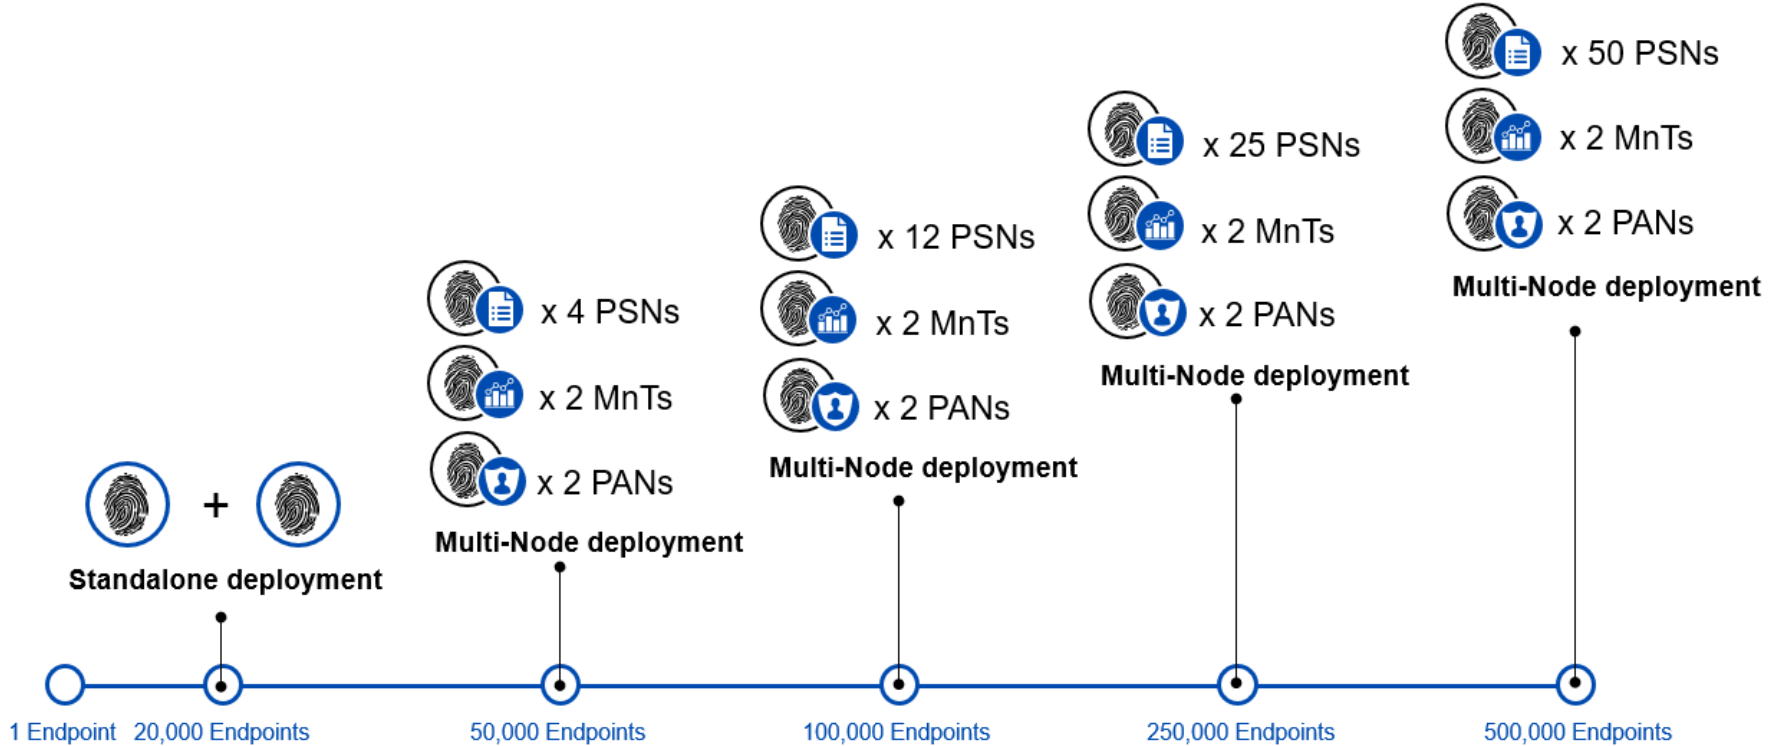 +
Standalone deployment
x 4 PSNs
x 2 MnTs
x 2 PANs
Multi-Node deployment
x 12 PSNs
x 2 MnTs
x 2 PANs
Multi-Node deployment
x 25 PSNs
x 2 MnTs
x 2 PANs
Multi-Node deployment
x 50 PSNs
x 2 MnTs
x 2 PANs
Multi-Node deployment
1 Endpoint
20,000 Endpoints
50,000 Endpoints
100,000 Endpoints
250,000 Endpoints
500,000 Endpoints